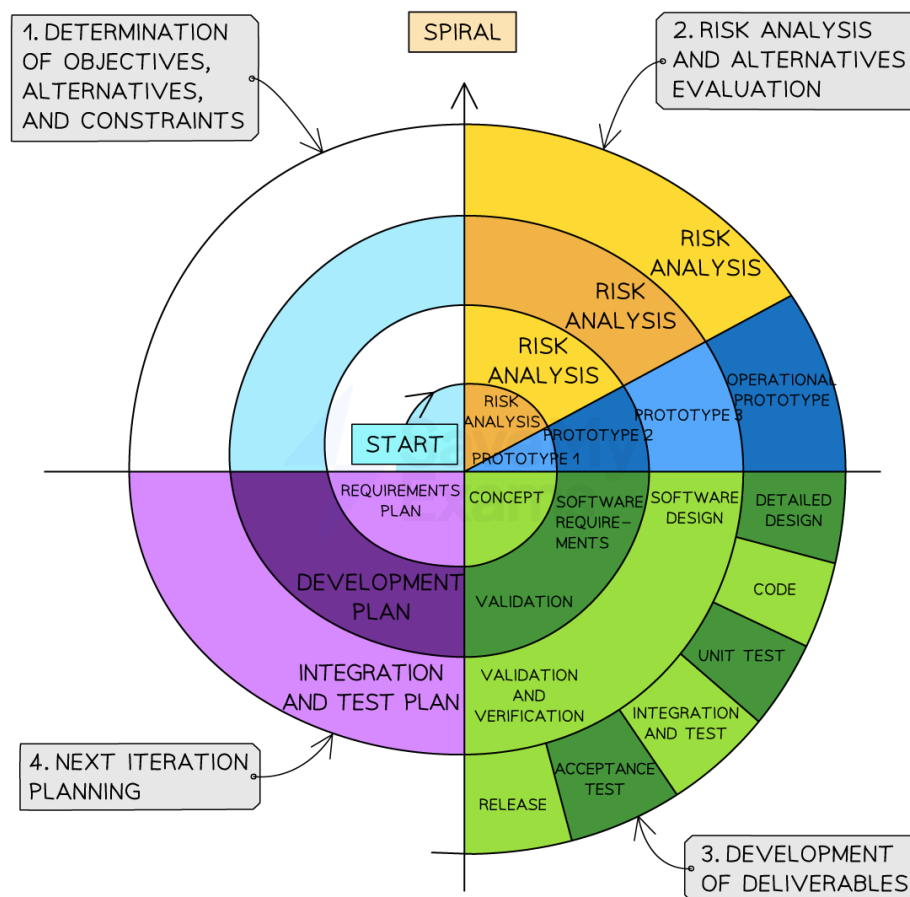 1. DETERMINATION
OF OBJECTIVES,
ALTERNATIVES,
AND CONSTRAINTS
SPIRAL
2. RISK ANALYSIS
AND ALTERNATIVES
EVALUATION
RISK
ANALYSIS
RISK
ANALYSIS
RISK
ANALYSIS
RISK
ANALYSIS
OPERATIONAL
PROTOTYPE
PROTOTYPE 3
PROTOTYPE 2
PROTOTYPE 1
START
REQUIREMENTS
PLAN
CONCEPT
SOFTWARE
REQUIRE-
MENTS
SOFTWARE
DESIGN
DETAILED
DESIGN
CODE
DEVELOPMENT
PLAN
VALIDATION
UNIT TEST
INTEGRATION
AND TEST PLAN
VALIDATION
AND
VERIFICATION
INTEGRATION
AND TEST
ACCEPTANCE
TEST
RELEASE
4. NEXT ITERATION
PLANNING
3. DEVELOPMENT
OF DELIVERABLES